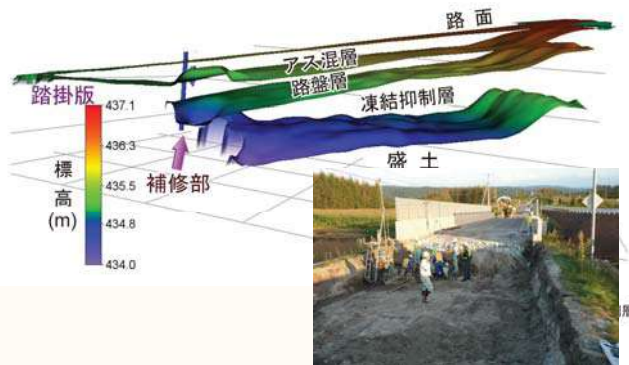 路 面
アス混層
路盤層
凍結抑制層
盛 土
踏掛版
補修部
標高(m)
437.1
436.3
435.5
434.8
434.0